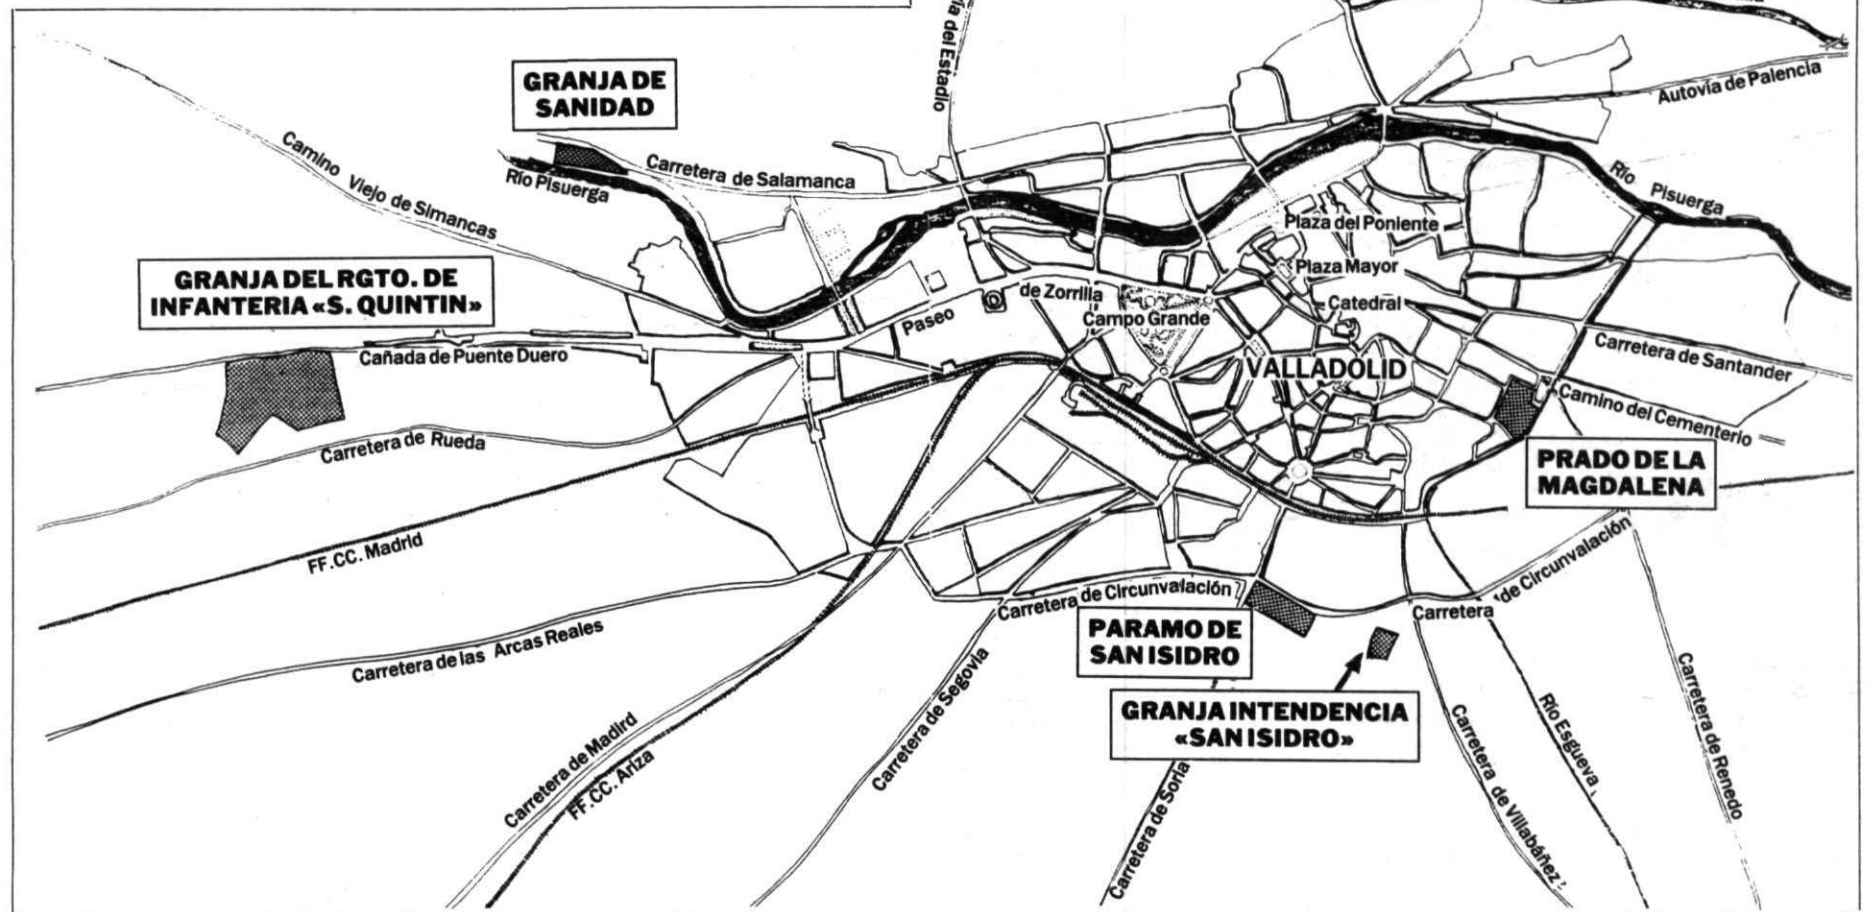 ía del Estadio
GRANJA DE
SANIDAD
Autovía de Palencia
Camino Viejo de Simancas
Carretera de Salamanca
Río Pisuerga
Río Pisuerga
Plaza del Poniente
GRANJA DEL RGTO. DE
INFANTERIA «S. QUINTIN»
Plaza Mayor
Paseo de Zorrilla
Catedral
Campo Grande
Cañada de Puente Duero
Carretera de Santander
VALLADOLID
Camino del Cementerio
Carretera de Rueda
PRADO DE LA
MAGDALENA
FF.CC. Madrid
Carretera de Circunvalación
Carretera de Circunvalación
PARAMO DE
SAN ISIDRO
Carretera de las Arcas Reales
GRANJA INTENDENCIA
«SAN ISIDRO»
Carretera de Madird
FF.CC. Ariza
Carretera de Segovia
Carretera de Soria
Carretera de Villabáñez
Río Esgueva
Carretera de Renedo